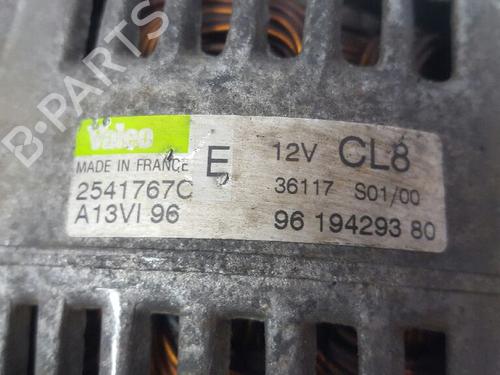 Valeo
MADE IN FRANCE
2541767C
A13VI 96
E
12V CL8
36117 S01/00
96 194293 80
B-PARTS